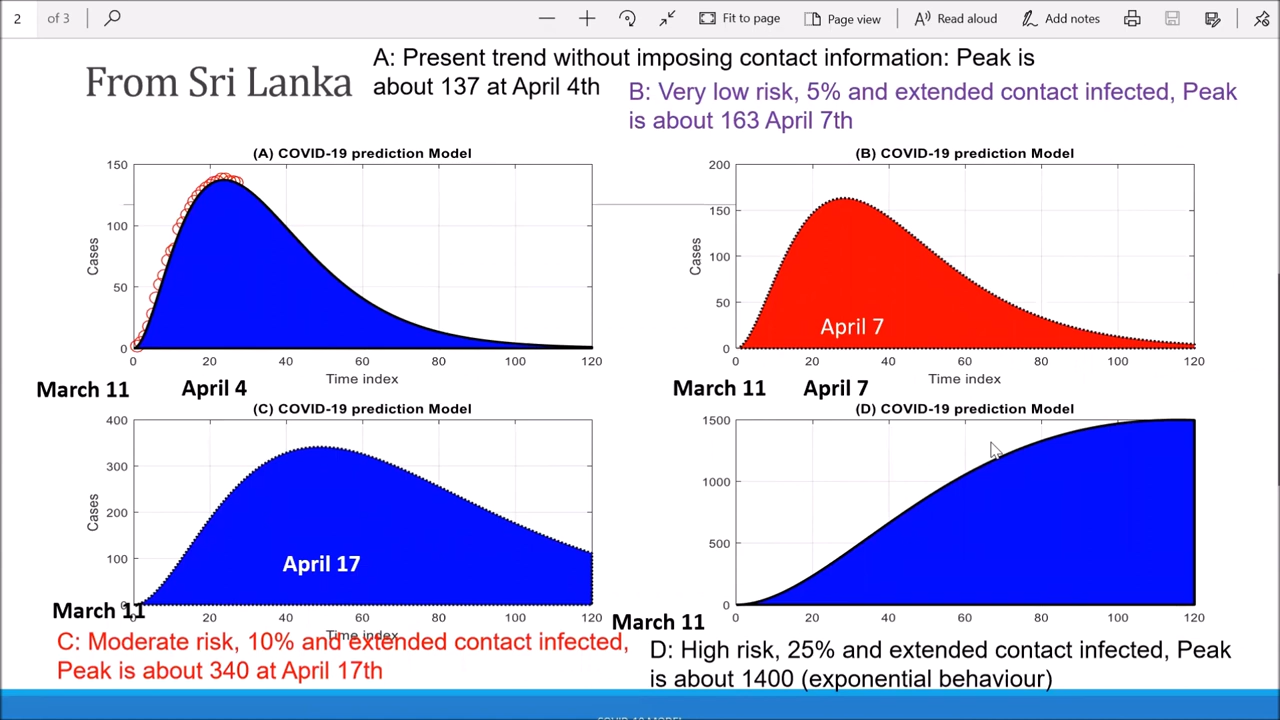 2 of 3
Fit to page
Page view
Read aloud
Add notes
From Sri Lanka
A: Present trend without imposing contact information: Peak is
about 137 at April 4th
B: Very low risk, 5% and extended contact infected, Peak
is about 163 April 7th
(A) COVID-19 prediction Model
150
100
50
0
Cases
0 20 40 60 80 100 120
Time index
March 11
April 4
(B) COVID-19 prediction Model
200
150
100
50
0
Cases
April 7
0 20 40 60 80 100 120
Time index
March 11
April 7
(C) COVID-19 prediction Model
400
300
200
100
0
Cases
April 17
0 20 40 60 80 100 120
Time index
March 11
C: Moderate risk, 10% and extended contact infected,
Peak is about 340 at April 17th
(D) COVID-19 prediction Model
1500
1000
500
0
0 20 40 60 80 100 120
March 11
D: High risk, 25% and extended contact infected, Peak
is about 1400 (exponential behaviour)
COVID-19 MODEL